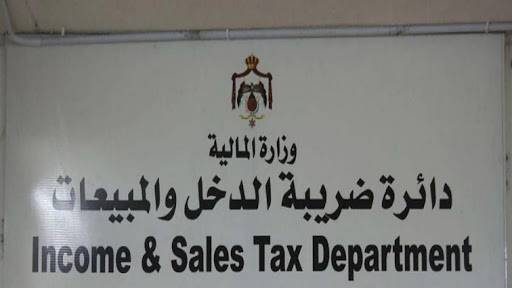 وزارة المالية
دائرة ضريبة الدخل والمبيعات
Income & Sales Tax Department